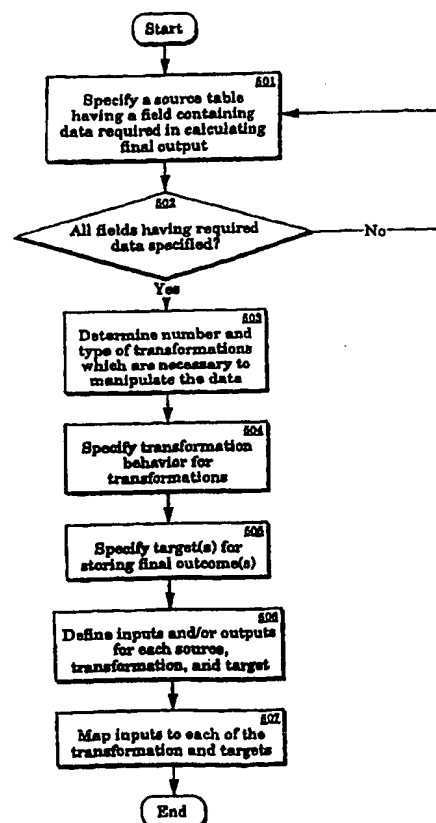 Start
501
Specify a source table
having a field containing
data required in calculating
final output
502
All fields having required
data specified?
No
Yes
503
Determine number and
type of transformations
which are necessary to
manipulate the data
504
Specify transformation
behavior for
transformations
505
Specify target(s) for
storing final outcome(s)
506
Define inputs and/or outputs
for each source,
transformation, and target
507
Map inputs to each of the
transformation and targets
End